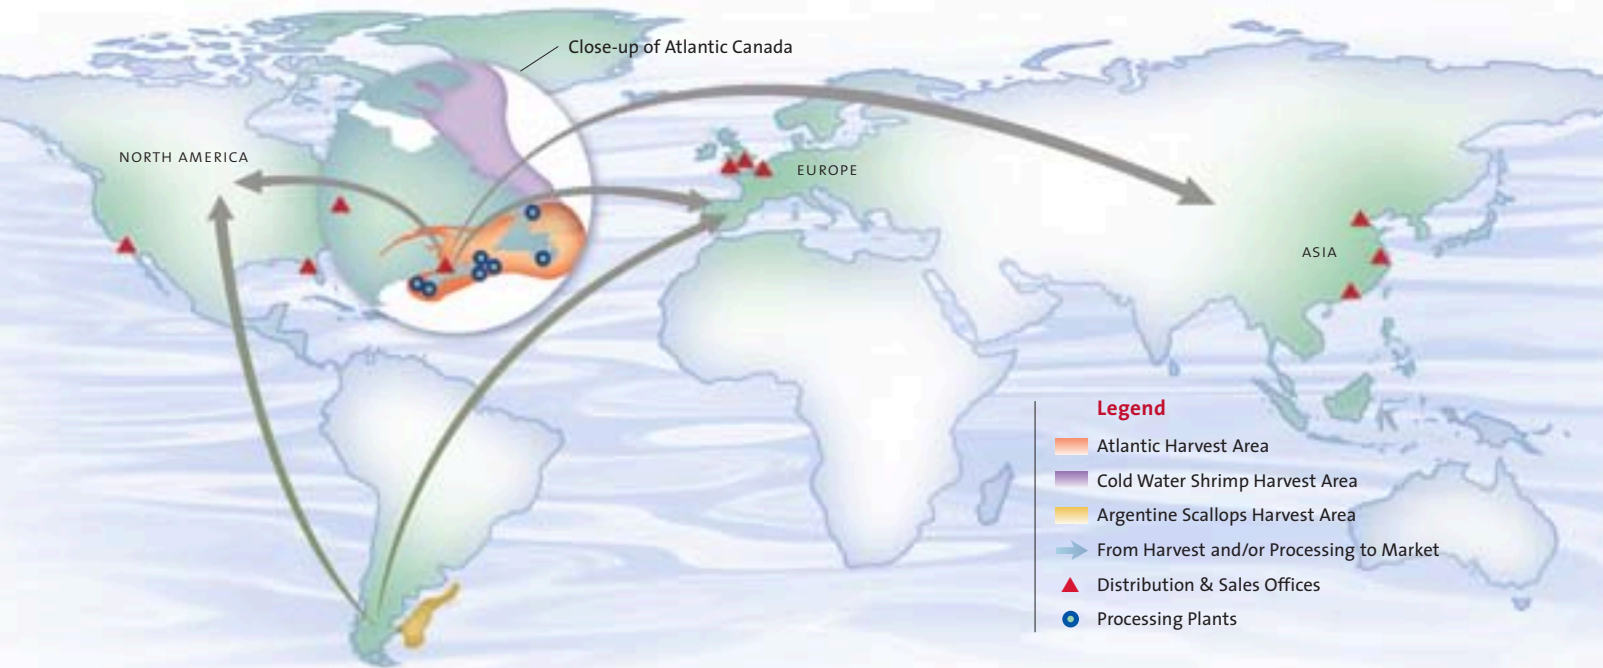 Close-up of Atlantic Canada
NORTH AMERICA
EUROPE
ASIA
Legend
Atlantic Harvest Area
Cold Water Shrimp Harvest Area
Argentine Scallops Harvest Area
From Harvest and/or Processing to Market
Distribution & Sales Offices
Processing Plants